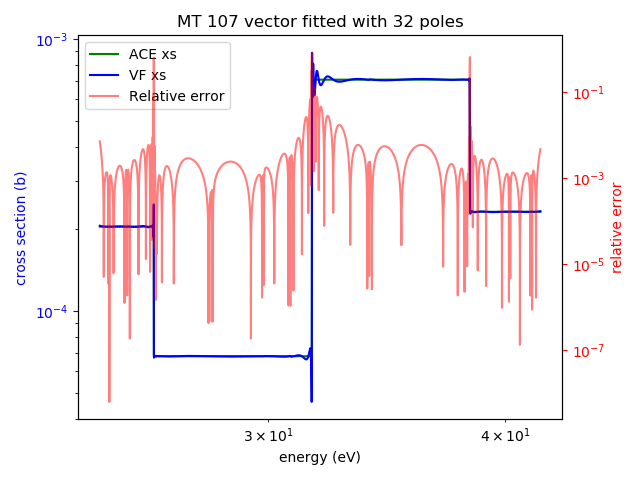 MT 107 vector fitted with 32 poles
ACE xs
VF xs
Relative error
10⁻³
10⁻⁴
cross section (b)
10⁻¹
10⁻³
10⁻⁵
10⁻⁷
relative error
3 × 10¹
4 × 10¹
energy (eV)